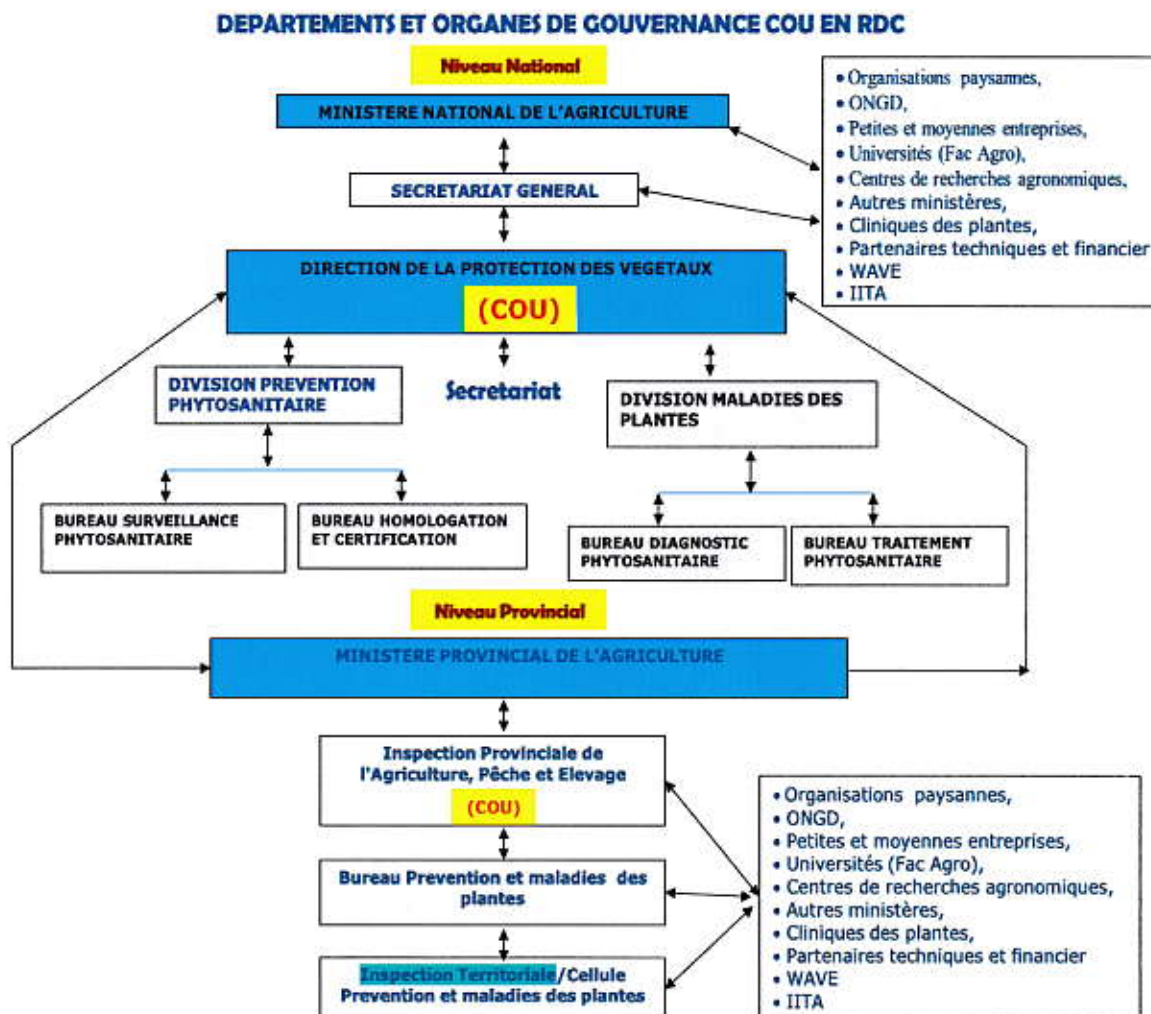 DEPARTEMENTS ET ORGANES DE GOUVERNANCE COU EN RDC
Niveau National
MINISTERE NATIONAL DE L'AGRICULTURE
• Organisations paysannes,
• ONGD,
• Petites et moyennes entreprises,
• Universités (Fac Agro),
• Centres de recherches agronomiques,
• Autres ministères,
• Cliniques des plantes,
• Partenaires techniques et financier
• WAVE
• IITA
SECRETARIAT GENERAL
DIRECTION DE LA PROTECTION DES VEGETAUX
(COU)
DIVISION PREVENTION
PHYTOSANITAIRE
Secretariat
DIVISION MALADIES DES
PLANTES
BUREAU SURVEILLANCE
PHYTOSANITAIRE
BUREAU HOMOLOGATION
ET CERTIFICATION
BUREAU DIAGNOSTIC
PHYTOSANITAIRE
BUREAU TRAITEMENT
PHYTOSANITAIRE
Niveau Provincial
MINISTERE PROVINCIAL DE L'AGRICULTURE
Inspection Provinciale de
l'Agriculture, Pêche et Elevage
(COU)
Bureau Prevention et maladies des
plantes
Inspection Territoriale/Cellule
Prevention et maladies des plantes
• Organisations paysannes,
• ONGD,
• Petites et moyennes entreprises,
• Universités (Fac Agro),
• Centres de recherches agronomiques,
• Autres ministères,
• Cliniques des plantes,
• Partenaires techniques et financier
• WAVE
• IITA